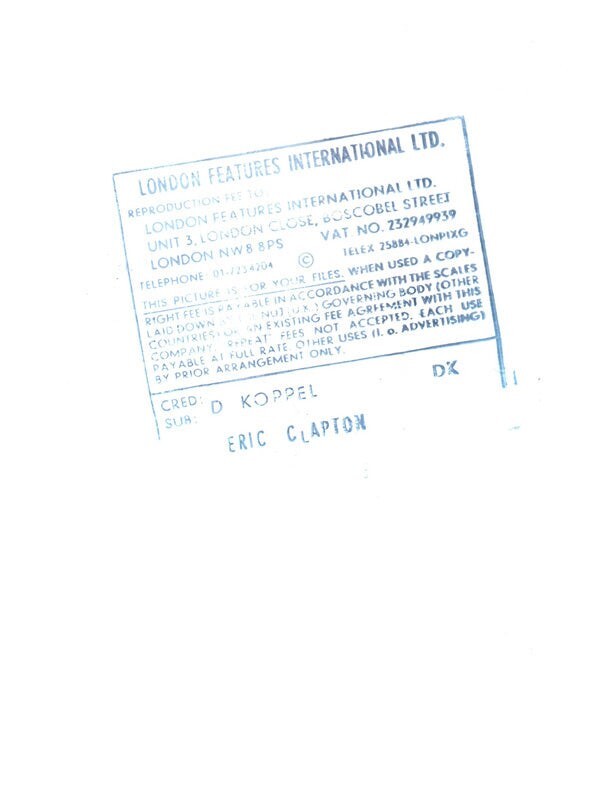 LONDON FEATURES INTERNATIONAL LTD.
REPRODUCTION FEE TO:
LONDON FEATURES INTERNATIONAL LTD.
UNIT 3, LONDON CLOSE, BOSCOBEL STREET
LONDON NW8 8PS VAT NO. 232949939
TELEPHONE: 01-7234204 © TELEX 25884-LONPIXG
THIS PICTURE IS FOR YOUR FILES. WHEN USED A COPY-
RIGHT FEE IS PAYABLE IN ACCORDANCE WITH THE SCALES
LAID DOWN NUJ (U.K.) GOVERNING BODY (OTHER
COUNTRIES) OR AN EXISTING FEE AGREEMENT WITH THIS
COMPANY. REPEAT FEES NOT ACCEPTED. EACH USE
PAYABLE AT FULL RATE. OTHER USES (I. e. ADVERTISING)
BY PRIOR ARRANGEMENT ONLY.
CRED: D KOPPEL DK
SUB:
ERIC CLAPTON